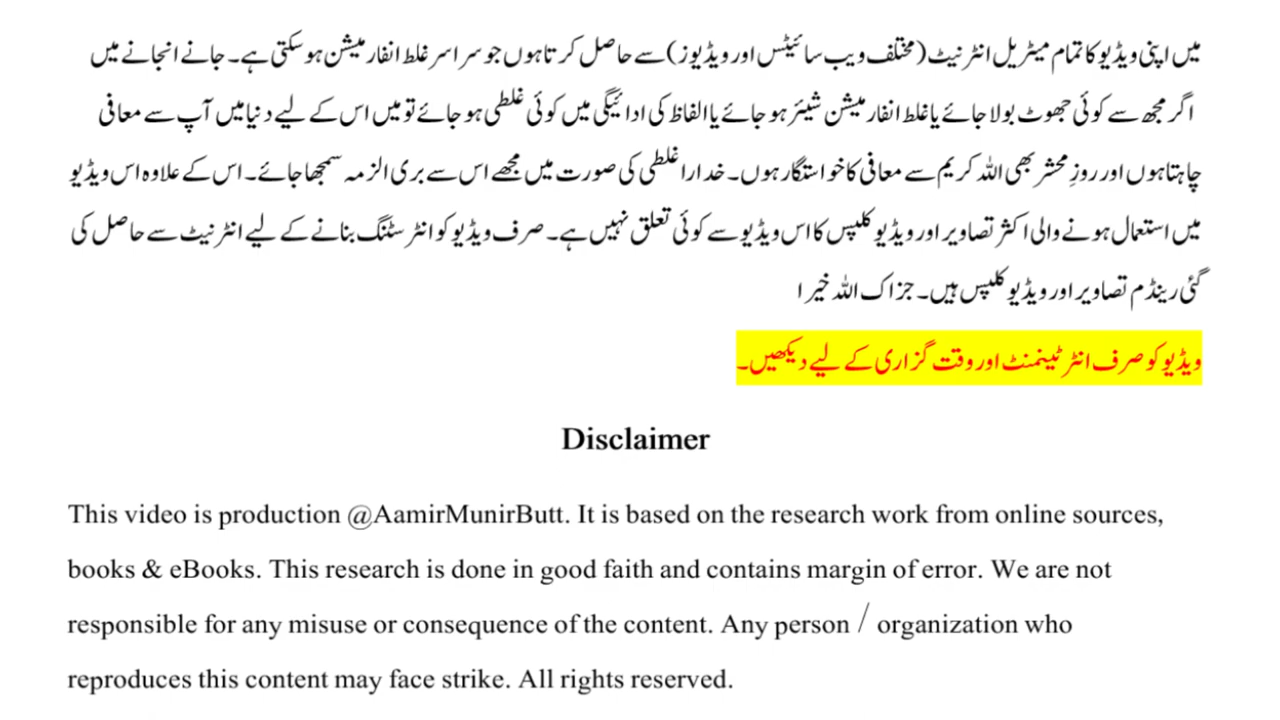 میں اپنی ویڈیو کا تمام میٹریل انٹرنیٹ (مختلف ویب سائیٹس اور ویڈیوز) سے حاصل کرتا ہوں جو سراسر غلط انفارمیشن ہو سکتی ہے۔ جانے انجانے میں
اگر مجھ سے کوئی جھوٹ بولا جائے یا غلط انفارمیشن شیئر ہو جائے یا الفاظ کی ادائیگی میں کوئی غلطی ہو جائے تو میں اس کے لیے دنیا میں آپ سے معافی
چاہتا ہوں اور روزِ محشر بھی اللہ کریم سے معافی کا خواستگار ہوں۔ خدارا غلطی کی صورت میں مجھے اس سے بری الزمہ سمجھا جائے۔ اس کے علاوہ اس ویڈیو
میں استعمال ہونے والی اکثر تصاویر اور ویڈیو کلپس کا اس ویڈیو سے کوئی تعلق نہیں ہے۔ صرف ویڈیو کو انٹرسٹنگ بنانے کے لیے انٹرنیٹ سے حاصل کی
گئی رینڈم تصاویر اور ویڈیو کلپس ہیں۔ جزاک اللہ خیرا
ویڈیو کو صرف انٹرٹینمنٹ اور وقت گزاری کے لیے دیکھیں۔
Disclaimer
This video is production @AamirMunirButt. It is based on the research work from online sources,
books & eBooks. This research is done in good faith and contains margin of error. We are not
responsible for any misuse or consequence of the content. Any person / organization who
reproduces this content may face strike. All rights reserved.